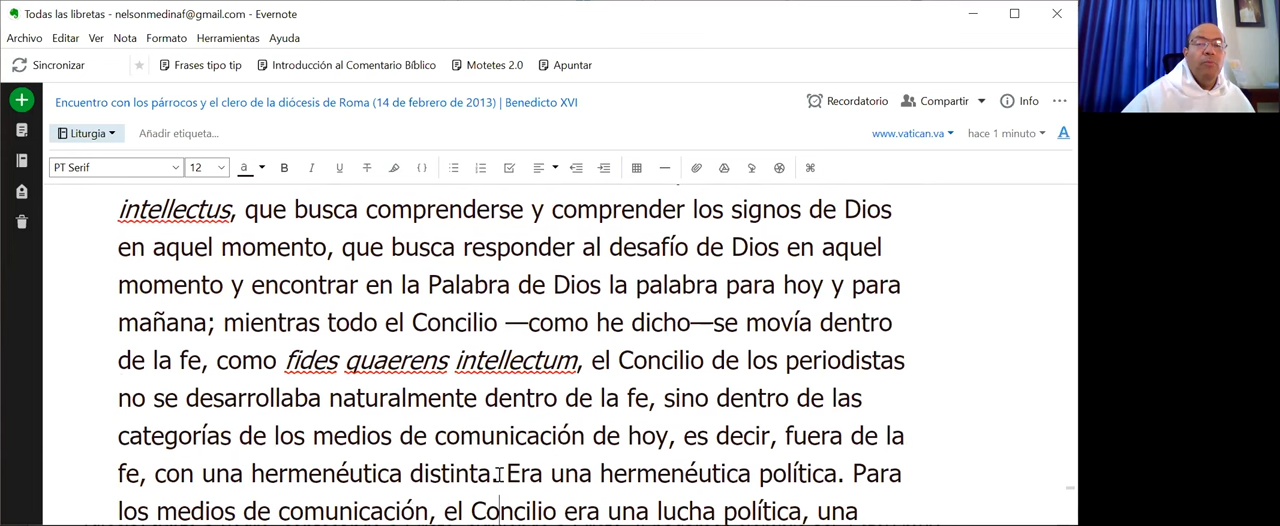 Todas las libretas - nelsonmedinaf@gmail.com - Evernote
Archivo Editar Ver Nota Formato Herramientas Ayuda
Sincronizar Frases tipo tip Introducción al Comentario Bíblico Motetes 2.0 Apuntar
Encuentro con los párrocos y el clero de la diócesis de Roma (14 de febrero de 2013) | Benedicto XVI Recordatorio Compartir Info
Liturgia Añadir etiqueta... www.vatican.va hace 1 minuto A
PT Serif 12 a B I U T
intellectus, que busca comprenderse y comprender los signos de Dios
en aquel momento, que busca responder al desafío de Dios en aquel
momento y encontrar en la Palabra de Dios la palabra para hoy y para
mañana; mientras todo el Concilio —como he dicho—se movía dentro
de la fe, como fides quaerens intellectum, el Concilio de los periodistas
no se desarrollaba naturalmente dentro de la fe, sino dentro de las
categorías de los medios de comunicación de hoy, es decir, fuera de la
fe, con una hermenéutica distinta. Era una hermenéutica política. Para
los medios de comunicación, el Concilio era una lucha política, una